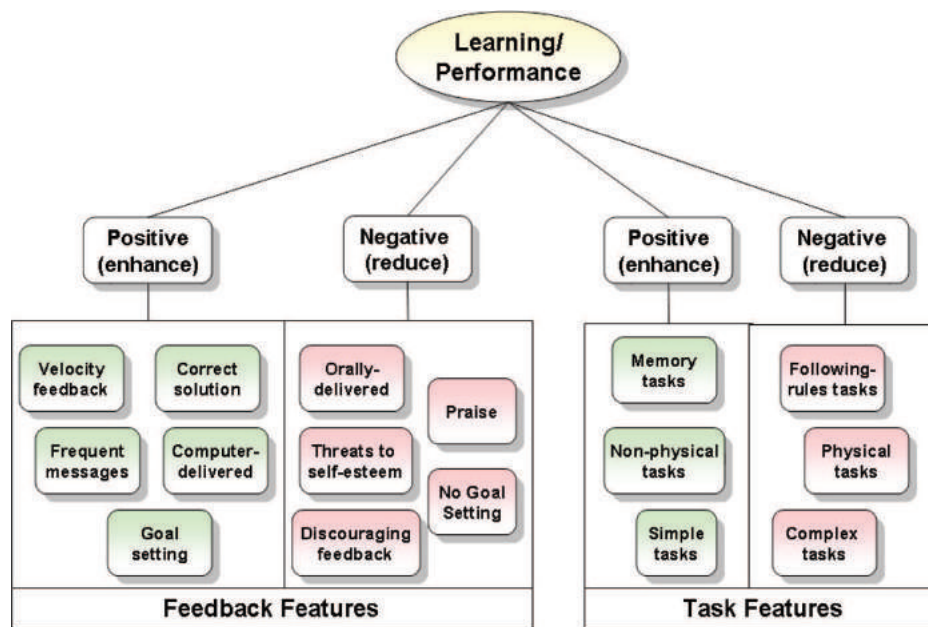 Learning/
Performance
Positive
(enhance)
Negative
(reduce)
Positive
(enhance)
Negative
(reduce)
Velocity
feedback
Correct
solution
Frequent
messages
Computer-
delivered
Goal
setting
Orally-
delivered
Praise
Threats to
self-esteem
No Goal
Setting
Discouraging
feedback
Memory
tasks
Non-physical
tasks
Simple
tasks
Following-
rules tasks
Physical
tasks
Complex
tasks
Feedback Features
Task Features